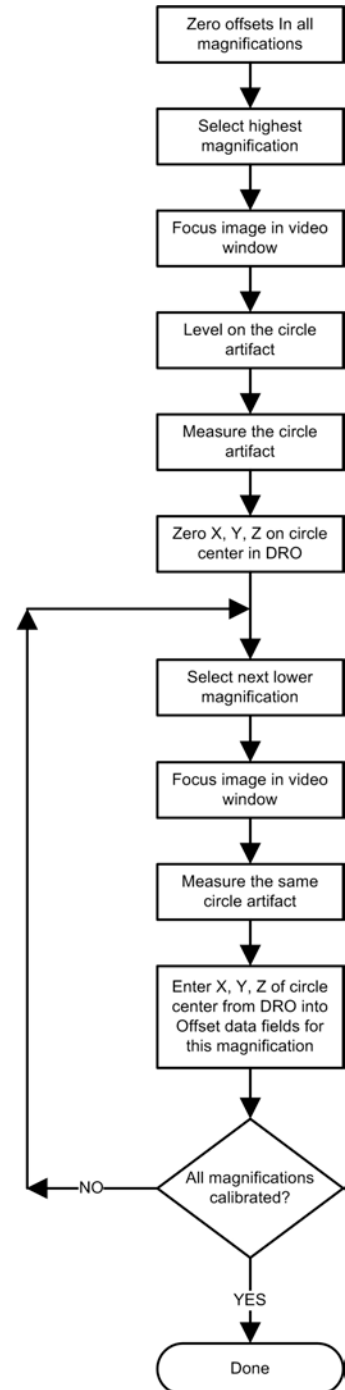 Zero offsets In all
magnifications
Select highest
magnification
Focus image in video
window
Level on the circle
artifact
Measure the circle
artifact
Zero X, Y, Z on circle
center in DRO
Select next lower
magnification
Focus image in video
window
Measure the same
circle artifact
Enter X, Y, Z of circle
center from DRO into
Offset data fields for
this magnification
All magnifications
calibrated?
NO
YES
Done